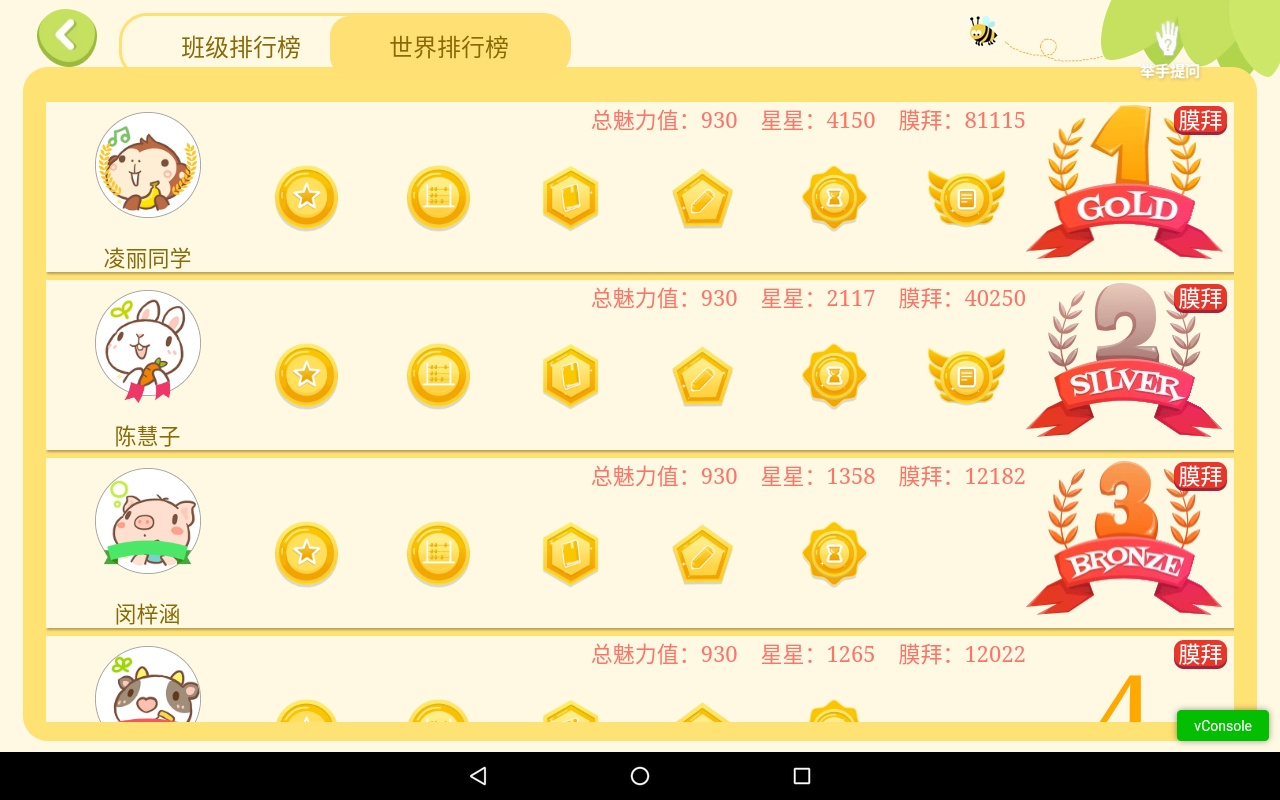 班级排行榜
世界排行榜
举手提问
总魅力值：930 星星：4150 膜拜：81115
膜拜
1
GOLD
凌丽同学
总魅力值：930 星星：2117 膜拜：40250
膜拜
2
SILVER
陈慧子
总魅力值：930 星星：1358 膜拜：12182
膜拜
3
BRONZE
闵梓涵
总魅力值：930 星星：1265 膜拜：12022
膜拜
4
vConsole